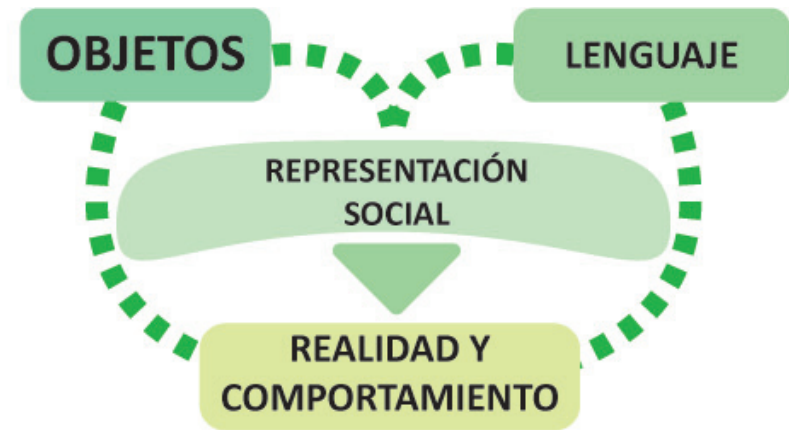 OBJETOS
LENGUAJE
REPRESENTACIÓN
SOCIAL
REALIDAD Y
COMPORTAMIENTO